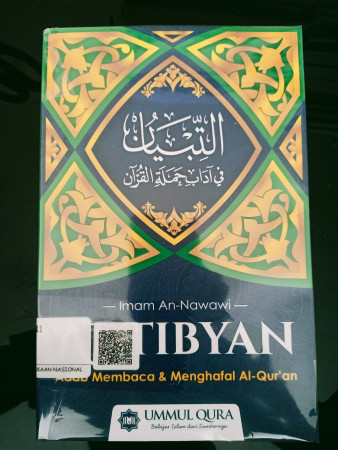 التبيان
في آداب حملة القرآن
Imam An-Nawawi
TIBYAN
Adab Membaca & Menghafal Al-Qur'an
KAAN NASIONAL
UMMUL QURA
Belajar Islam dari Sumbernya